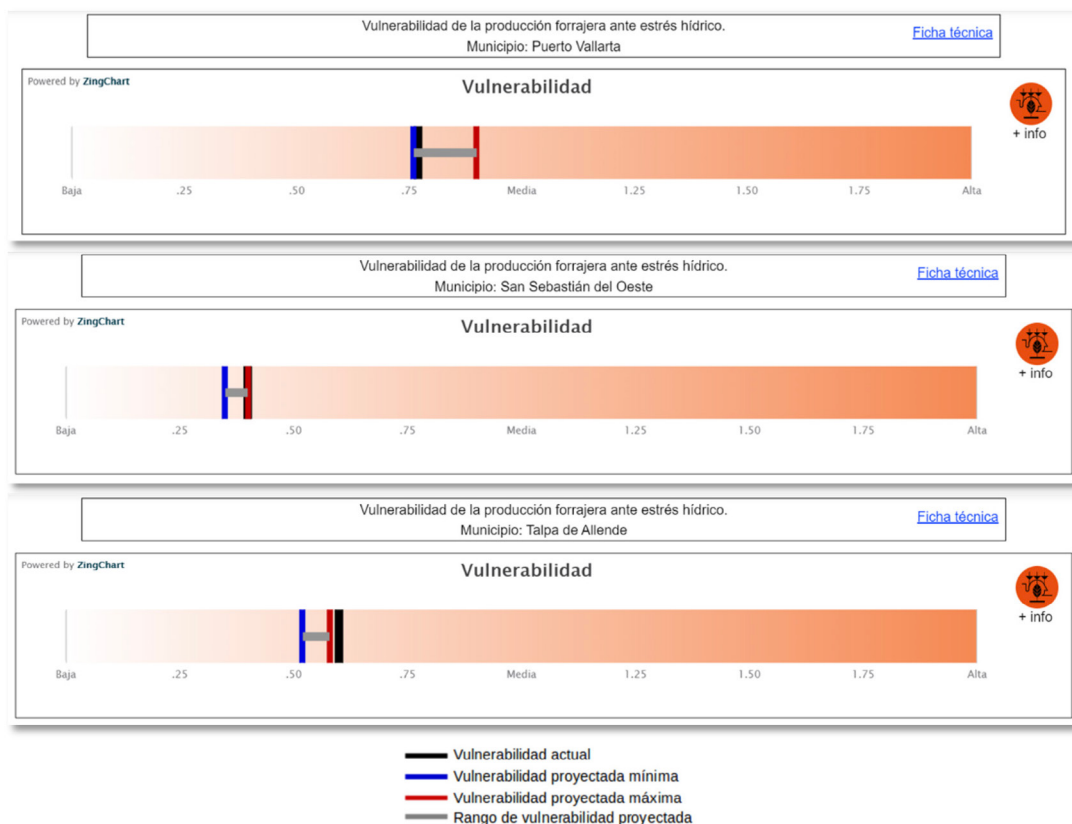 Vulnerabilidad de la producción forrajera ante estrés hídrico.
Municipio: Puerto Vallarta
Ficha técnica
Powered by ZingChart
Vulnerabilidad
+ info
Baja .25 .50 .75 Media 1.25 1.50 1.75 Alta
Vulnerabilidad de la producción forrajera ante estrés hídrico.
Municipio: San Sebastián del Oeste
Ficha técnica
Powered by ZingChart
Vulnerabilidad
+ info
Baja .25 .50 .75 Media 1.25 1.50 1.75 Alta
Vulnerabilidad de la producción forrajera ante estrés hídrico.
Municipio: Talpa de Allende
Ficha técnica
Powered by ZingChart
Vulnerabilidad
+ info
Baja .25 .50 .75 Media 1.25 1.50 1.75 Alta
Vulnerabilidad actual
Vulnerabilidad proyectada mínima
Vulnerabilidad proyectada máxima
Rango de vulnerabilidad proyectada